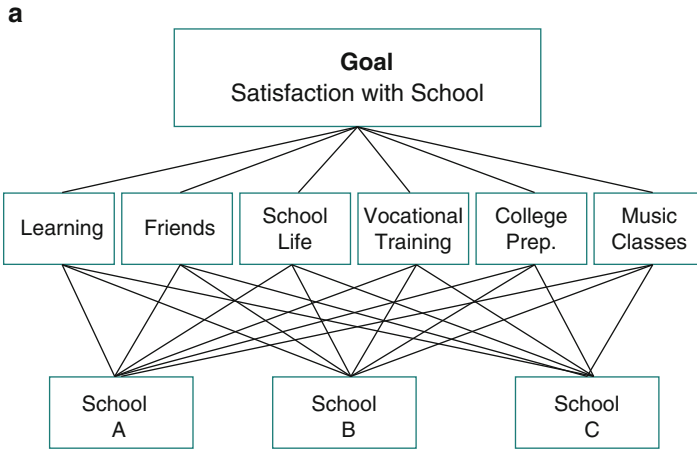 a
Goal
Satisfaction with School
Learning
Friends
School
Life
Vocational
Training
College
Prep.
Music
Classes
School
A
School
B
School
C